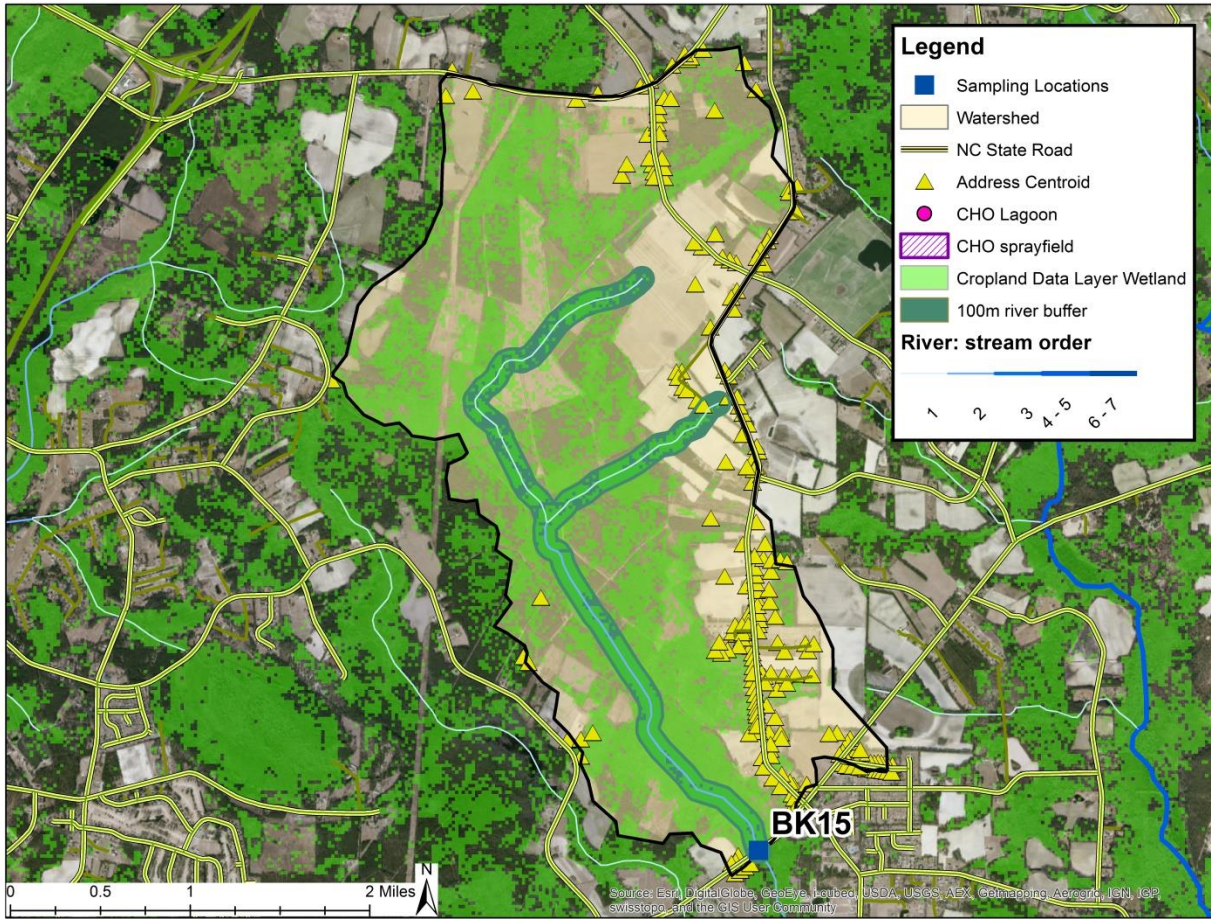 Legend
Sampling Locations
Watershed
NC State Road
Address Centroid
CHO Lagoon
CHO sprayfield
Cropland Data Layer Wetland
100m river buffer
River: stream order
1 2 3 4 - 5 6 - 7
BK15
N
0 0.5 1 2 Miles
Source: Esri, DigitalGlobe, GeoEye, i-cubed, USDA, USGS, AEX, Getmapping, Aerogrid, IGN, IGP,
swisstopo, and the GIS User Community